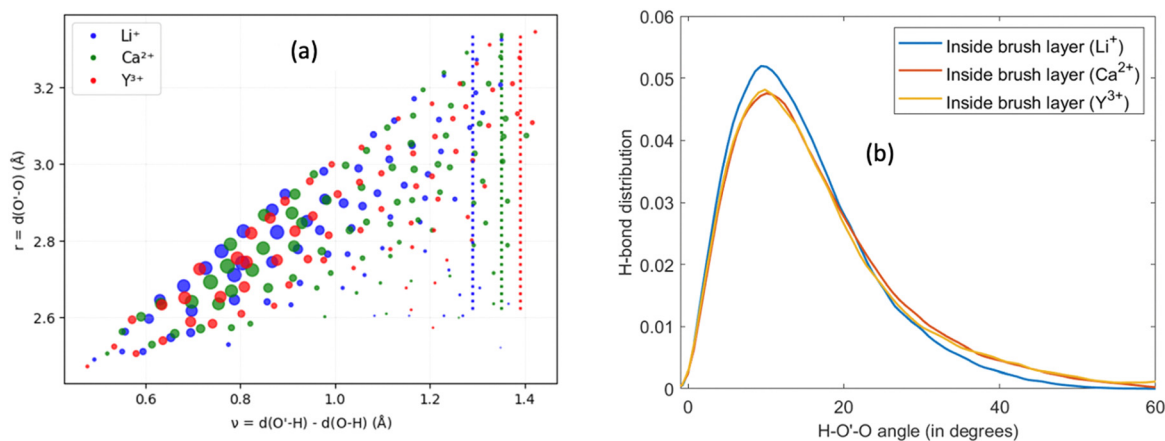 (a)
Li⁺
Ca²⁺
Y³⁺
r = d(O'-O) (Å)
3.2
3.0
2.8
2.6
0.6 0.8 1.0 1.2 1.4
ν = d(O'-H) - d(O-H) (Å)
(b)
Inside brush layer (Li⁺)
Inside brush layer (Ca²⁺)
Inside brush layer (Y³⁺)
H-bond distribution
0.06
0.05
0.04
0.03
0.02
0.01
0
0 20 40 60
H-O'-O angle (in degrees)